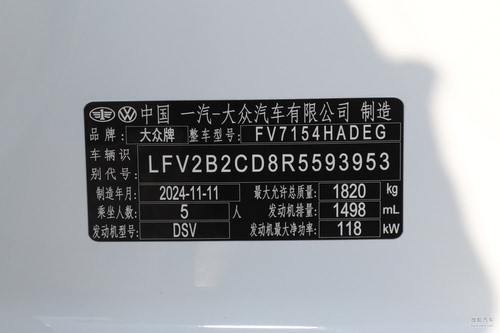 中国 一汽-大众汽车有限公司 制造
品牌: 大众牌 整车型号: FV7154HADEG
车辆识别代号: LFV2B2CD8R5593953
制造年月: 2024-11-11 最大允许总质量: 1820 kg
乘坐人数: 5 人 发动机排量: 1498 mL
发动机型号: DSV 发动机最大净功率: 118 kW
搜狐汽车